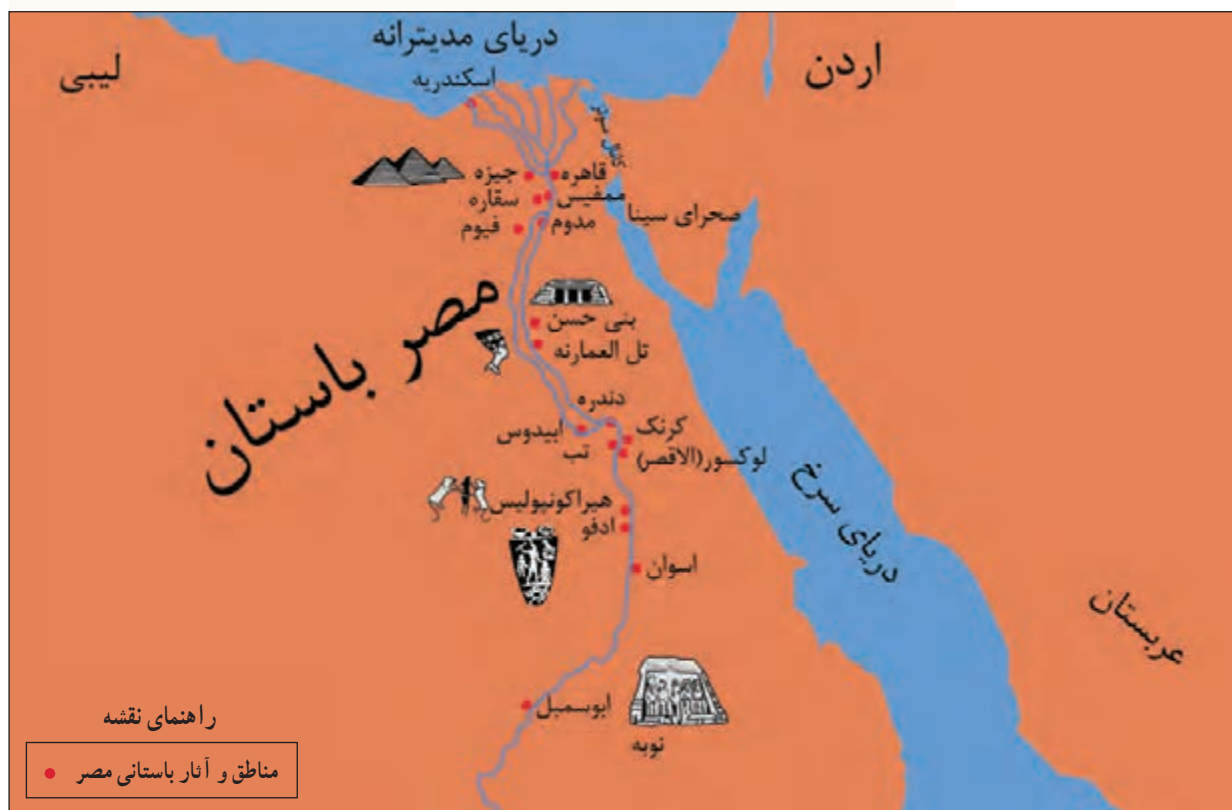 دریای مدیترانه
لیبی
اردن
اسکندریه
کانال سوئز
قاهره
جیزه
ممفیس
سقاره
صحرای سینا
مدوم
فیوم
مصر باستان
بنی حسن
تل العمارنه
دندره
ابیدوس
کرنک
تب
لوکسور(الاقصر)
دریای سرخ
هیراکونپولیس
ادفو
اسوان
عربستان
ابوسمبل
نوبه
راهنمای نقشه
مناطق و آثار باستانی مصر